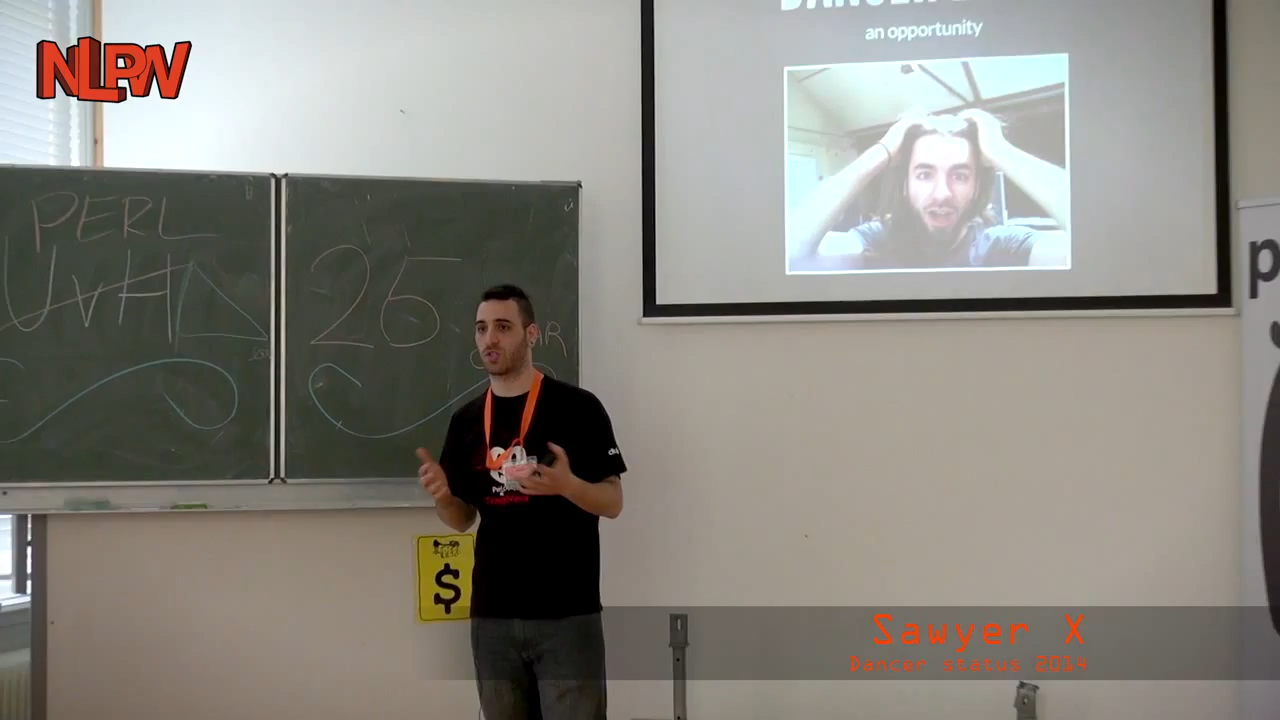 NLPW
an opportunity
PERL
UvH
25
$
Sawyer X
Dancer status 2014